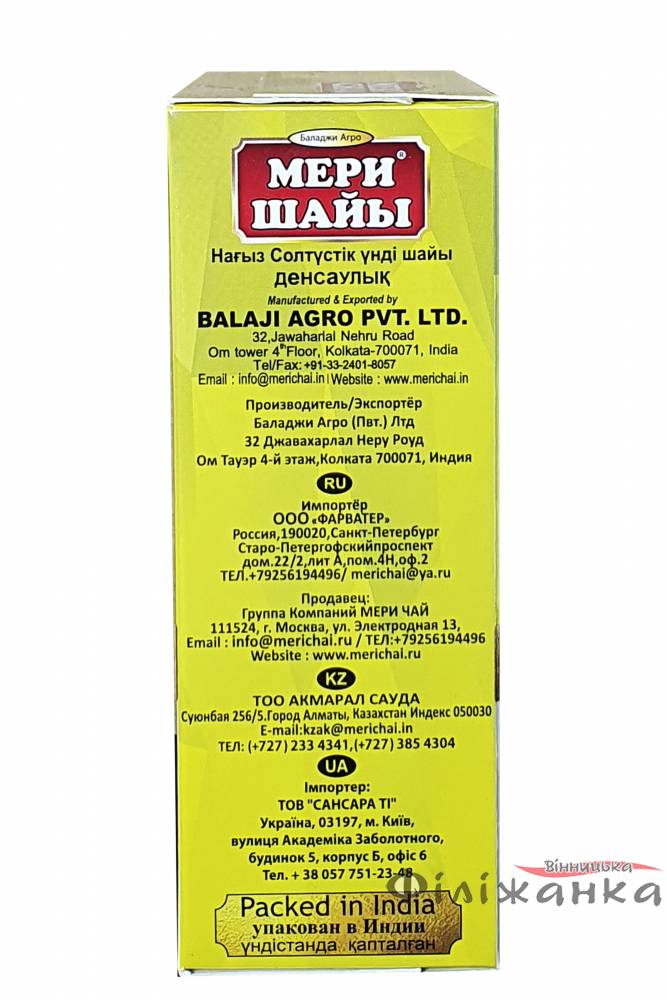 Баладжи Агро
МЕРИ®
ШАЙЫ
Нағыз Солтүстік үнді шайы
денсаулық
Manufactured & Exported by
BALAJI AGRO PVT. LTD.
32,Jawaharlal Nehru Road
Om tower 4th Floor, Kolkata-700071, India
Tel/Fax: +91-33-2401-8057
Email : info@merichai.in | Website : www.merichai.in
Производитель/Экспортёр
Баладжи Агро (Пвт.) Лтд
32 Джавахарлал Неру Роуд
Ом Тауэр 4-й этаж,Колката 700071, Индия
RU
Импортёр
ООО «ФАРВАТЕР»
Россия,190020,Санкт-Петербург
Старо-Петергофскийпроспект
дом.22/2,лит А,пом.4Н,оф.2
ТЕЛ.+79256194496/ merichai@ya.ru
Продавец:
Группа Компаний МЕРИ ЧАЙ
111524, г. Москва, ул. Электродная 13,
Email : info@merichai.ru / ТЕЛ:+79256194496
Website : www.merichai.ru
KZ
ТОО АКМАРАЛ САУДА
Суюнбая 256/5.Город Алматы, Казахстан Индекс 050030
E-mail:kzak@merichai.in
ТЕЛ: (+727) 233 4341,(+727) 385 4304
UA
Імпортер:
ТОВ "САНСАРА ТІ"
Україна, 03197, м. Київ,
вулиця Академіка Заболотного,
будинок 5, корпус Б, офіс 6
Тел. + 38 057 751-23-48
Вінницька
Філіжанка
Packed in India
упакован в Индии
үндістанда қапталған